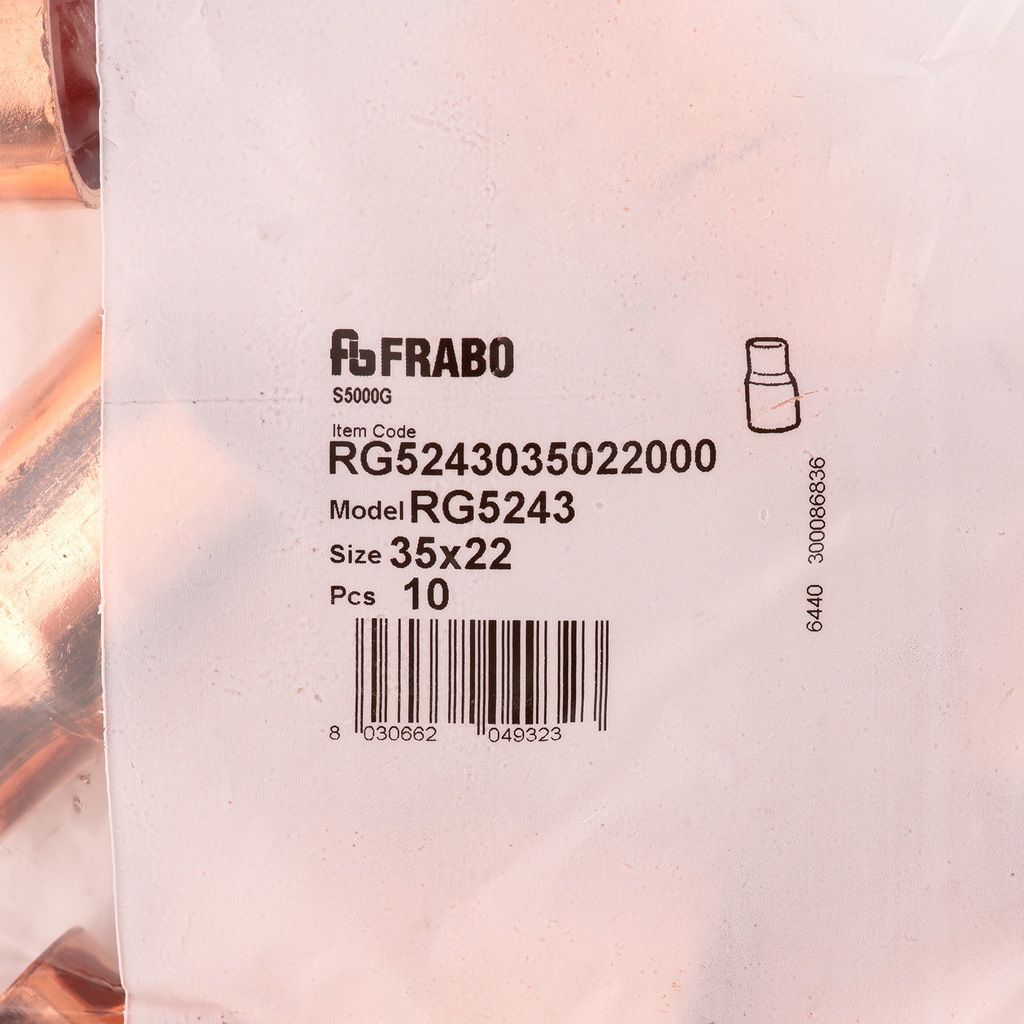 FRABO
S5000G
Item Code
RG5243035022000
Model RG5243
Size 35x22
Pcs 10
8 030662 049323
6440 300086836